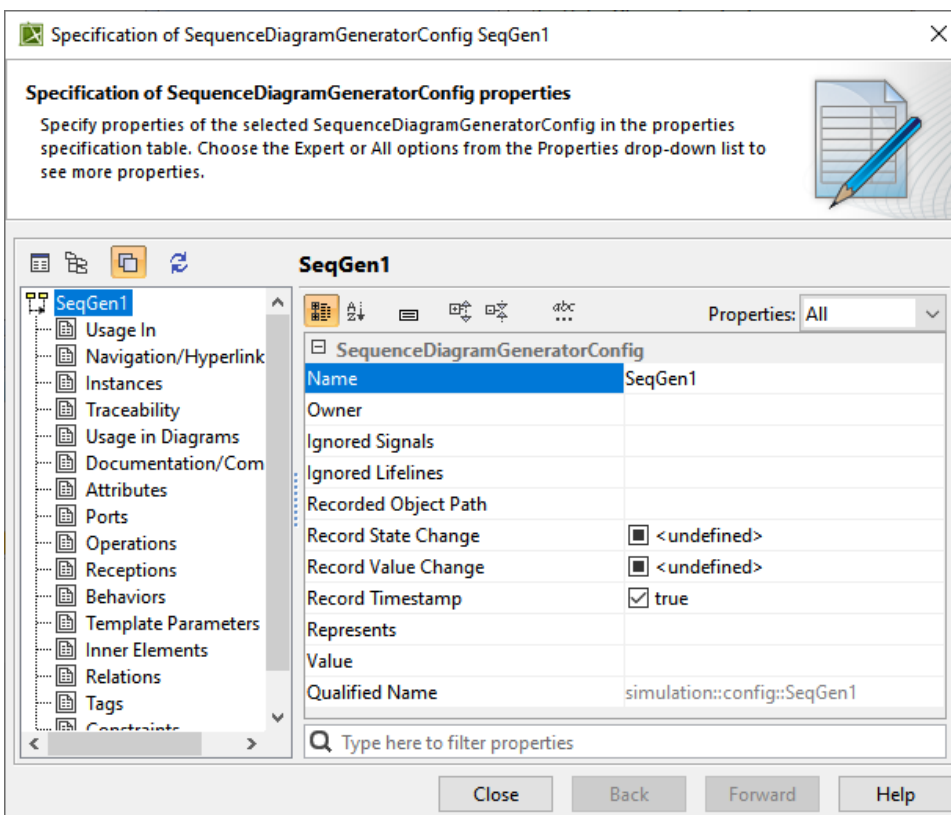 Specification of SequenceDiagramGeneratorConfig SeqGen1
Specification of SequenceDiagramGeneratorConfig properties
Specify properties of the selected SequenceDiagramGeneratorConfig in the properties
specification table. Choose the Expert or All options from the Properties drop-down list to
see more properties.
SeqGen1
SeqGen1
Usage In
Navigation/Hyperlink
Instances
Traceability
Usage in Diagrams
Documentation/Com
Attributes
Ports
Operations
Receptions
Behaviors
Template Parameters
Inner Elements
Relations
Tags
Constraints
Properties: All
SequenceDiagramGeneratorConfig
Name SeqGen1
Owner
Ignored Signals
Ignored Lifelines
Recorded Object Path
Record State Change <undefined>
Record Value Change <undefined>
Record Timestamp true
Represents
Value
Qualified Name simulation::config::SeqGen1
Type here to filter properties
Close Back Forward Help